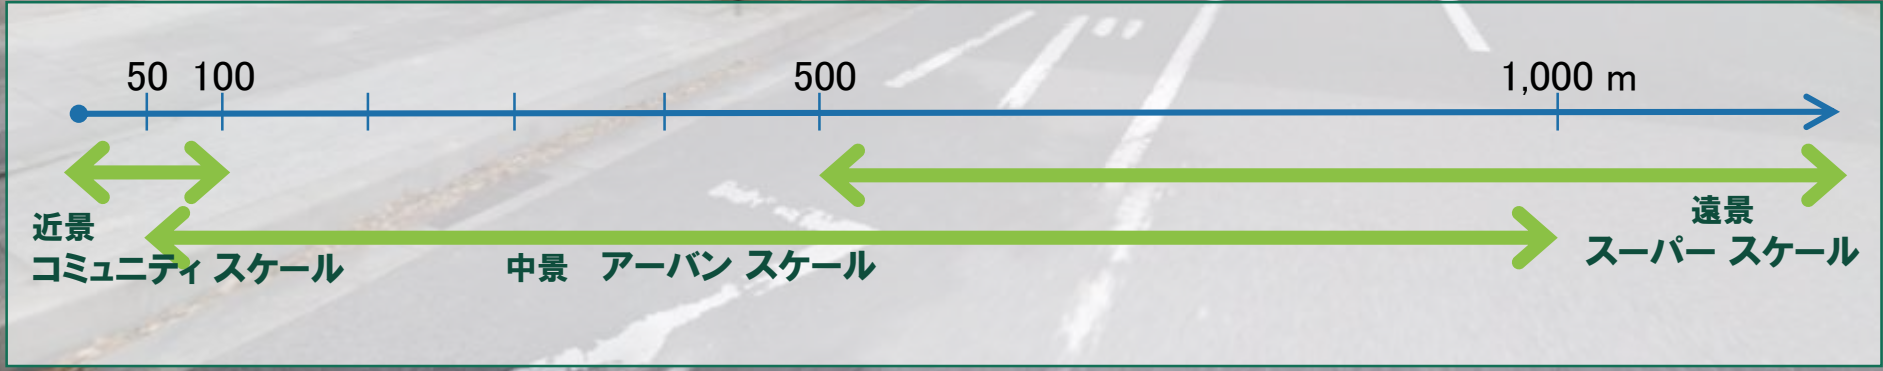 50 100 500 1,000 m
近景
コミュニティ スケール
中景 アーバン スケール
遠景
スーパー スケール